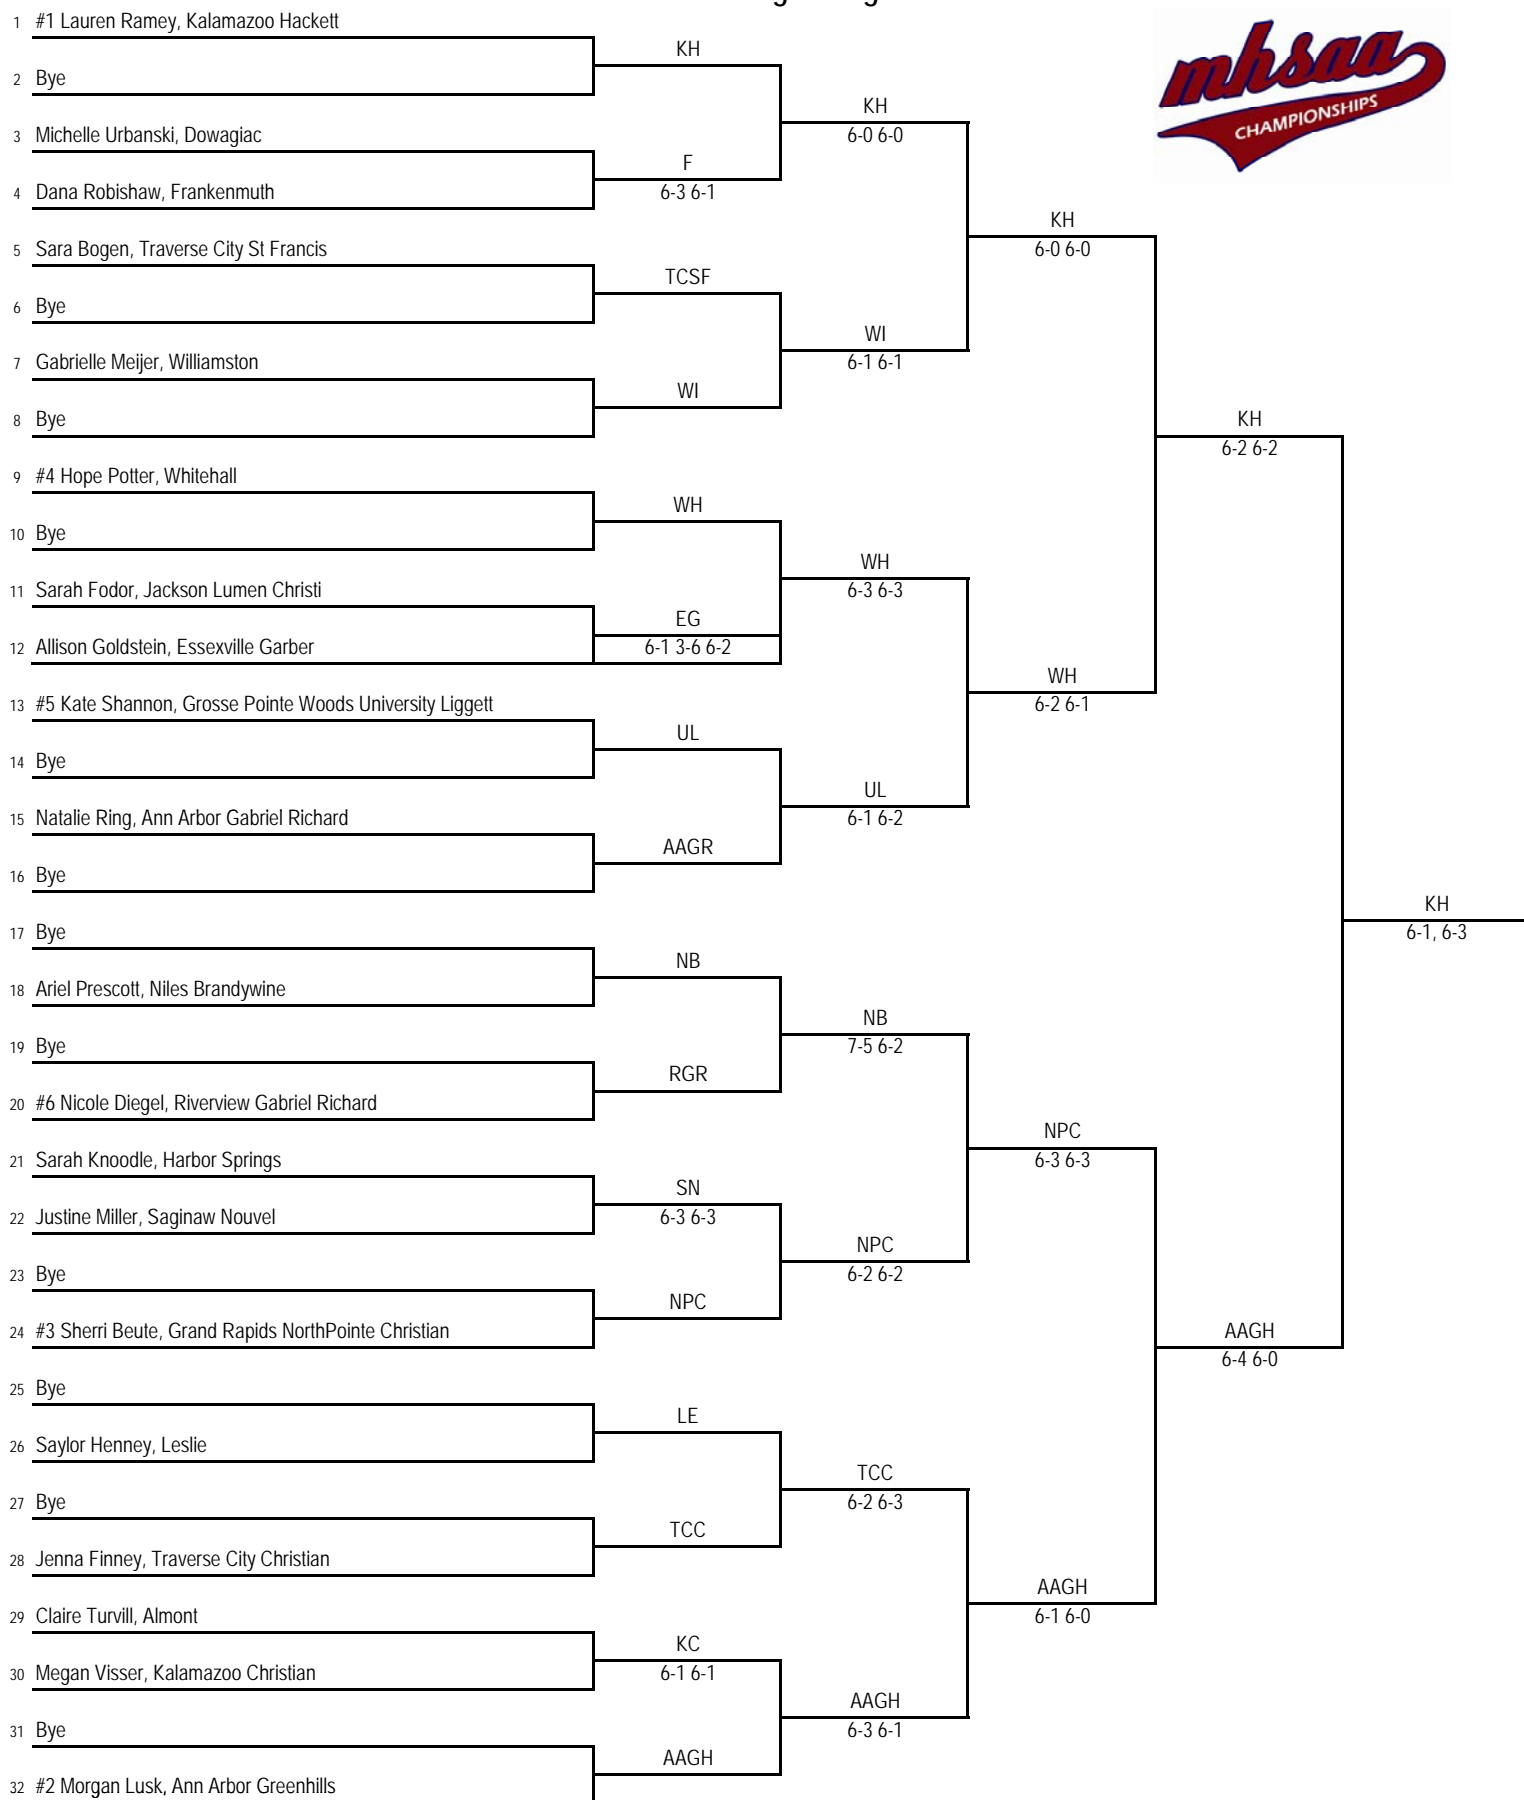 1 #1 Lauren Ramey, Kalamazoo Hackett
KH
2 Bye
mhsaa
CHAMPIONSHIPS
KH
6-0 6-0
3 Michelle Urbanski, Dowagiac
F
6-3 6-1
4 Dana Robishaw, Frankenmuth
KH
6-0 6-0
5 Sara Bogen, Traverse City St Francis
TCSF
6 Bye
WI
6-1 6-1
7 Gabrielle Meijer, Williamston
WI
8 Bye
KH
6-2 6-2
9 #4 Hope Potter, Whitehall
WH
10 Bye
WH
6-3 6-3
11 Sarah Fodor, Jackson Lumen Christi
EG
6-1 3-6 6-2
12 Allison Goldstein, Essexville Garber
WH
6-2 6-1
13 #5 Kate Shannon, Grosse Pointe Woods University Liggett
UL
14 Bye
UL
6-1 6-2
15 Natalie Ring, Ann Arbor Gabriel Richard
AAGR
16 Bye
KH
6-1, 6-3
17 Bye
NB
18 Ariel Prescott, Niles Brandywine
NB
7-5 6-2
19 Bye
RGR
20 #6 Nicole Diegel, Riverview Gabriel Richard
NPC
6-3 6-3
21 Sarah Knoodle, Harbor Springs
SN
6-3 6-3
22 Justine Miller, Saginaw Nouvel
NPC
6-2 6-2
23 Bye
NPC
24 #3 Sherri Beute, Grand Rapids NorthPointe Christian
AAGH
6-4 6-0
25 Bye
LE
26 Saylor Henney, Leslie
TCC
6-2 6-3
27 Bye
TCC
28 Jenna Finney, Traverse City Christian
AAGH
6-1 6-0
29 Claire Turvill, Almont
KC
6-1 6-1
30 Megan Visser, Kalamazoo Christian
AAGH
6-3 6-1
31 Bye
AAGH
32 #2 Morgan Lusk, Ann Arbor Greenhills